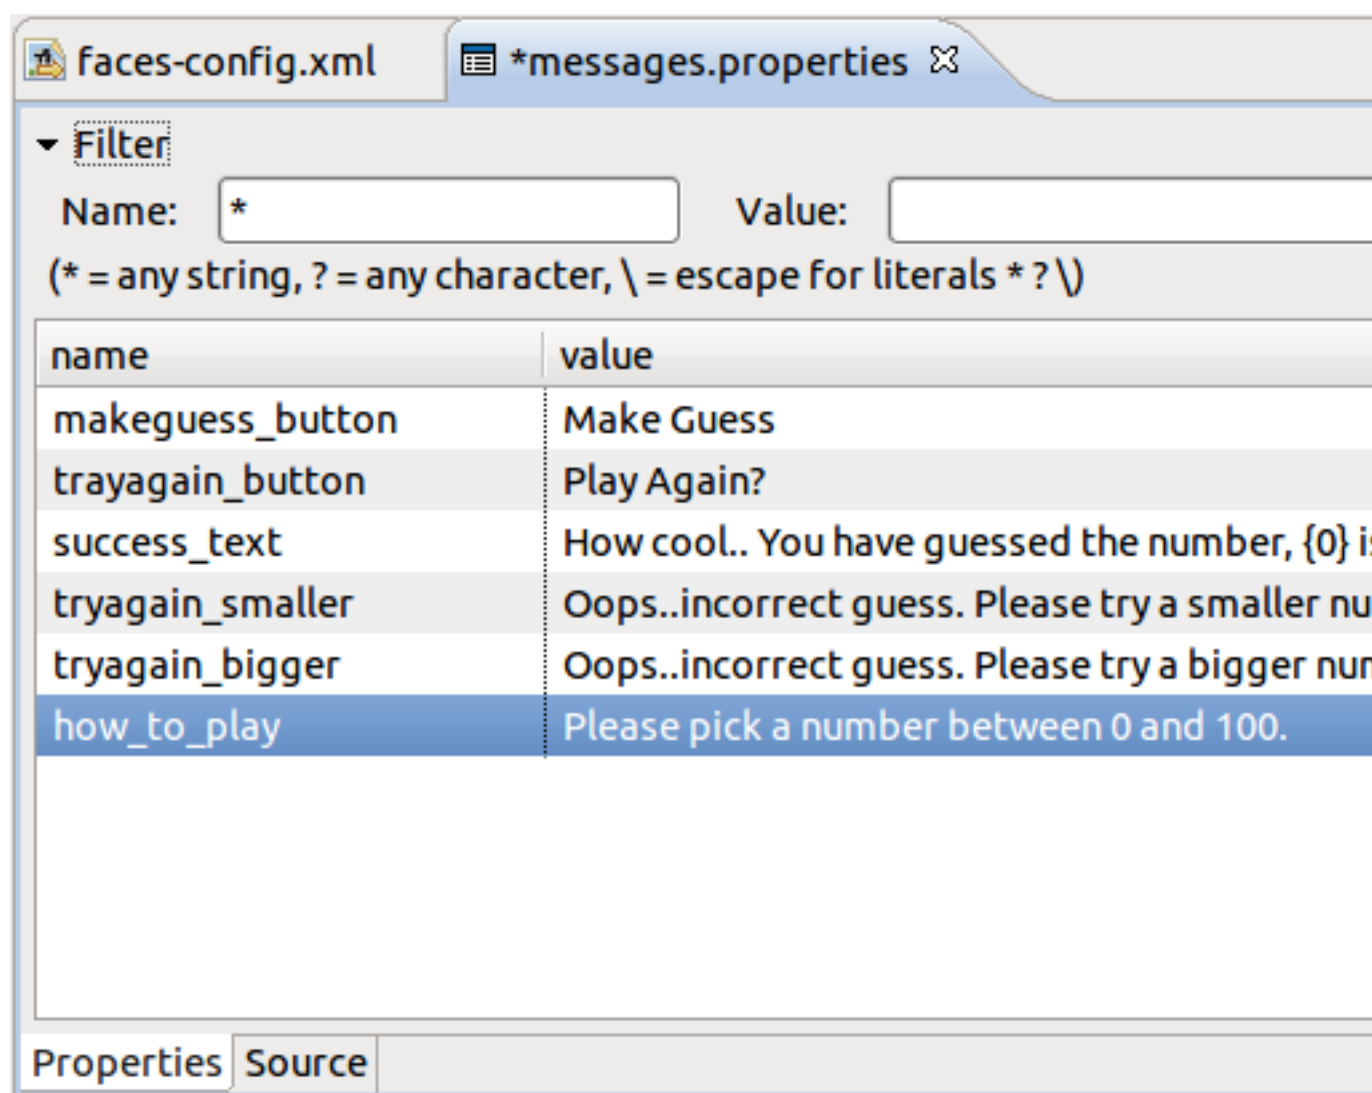 faces-config.xml *messages.properties
Filter
Name: * Value:
(* = any string, ? = any character, \ = escape for literals * ? \)
name value
makeguess_button Make Guess
trayagain_button Play Again?
success_text How cool.. You have guessed the number, {0} is
tryagain_smaller Oops..incorrect guess. Please try a smaller
tryagain_bigger Oops..incorrect guess. Please try a bigger
how_to_play Please pick a number between 0 and 100.
Properties Source